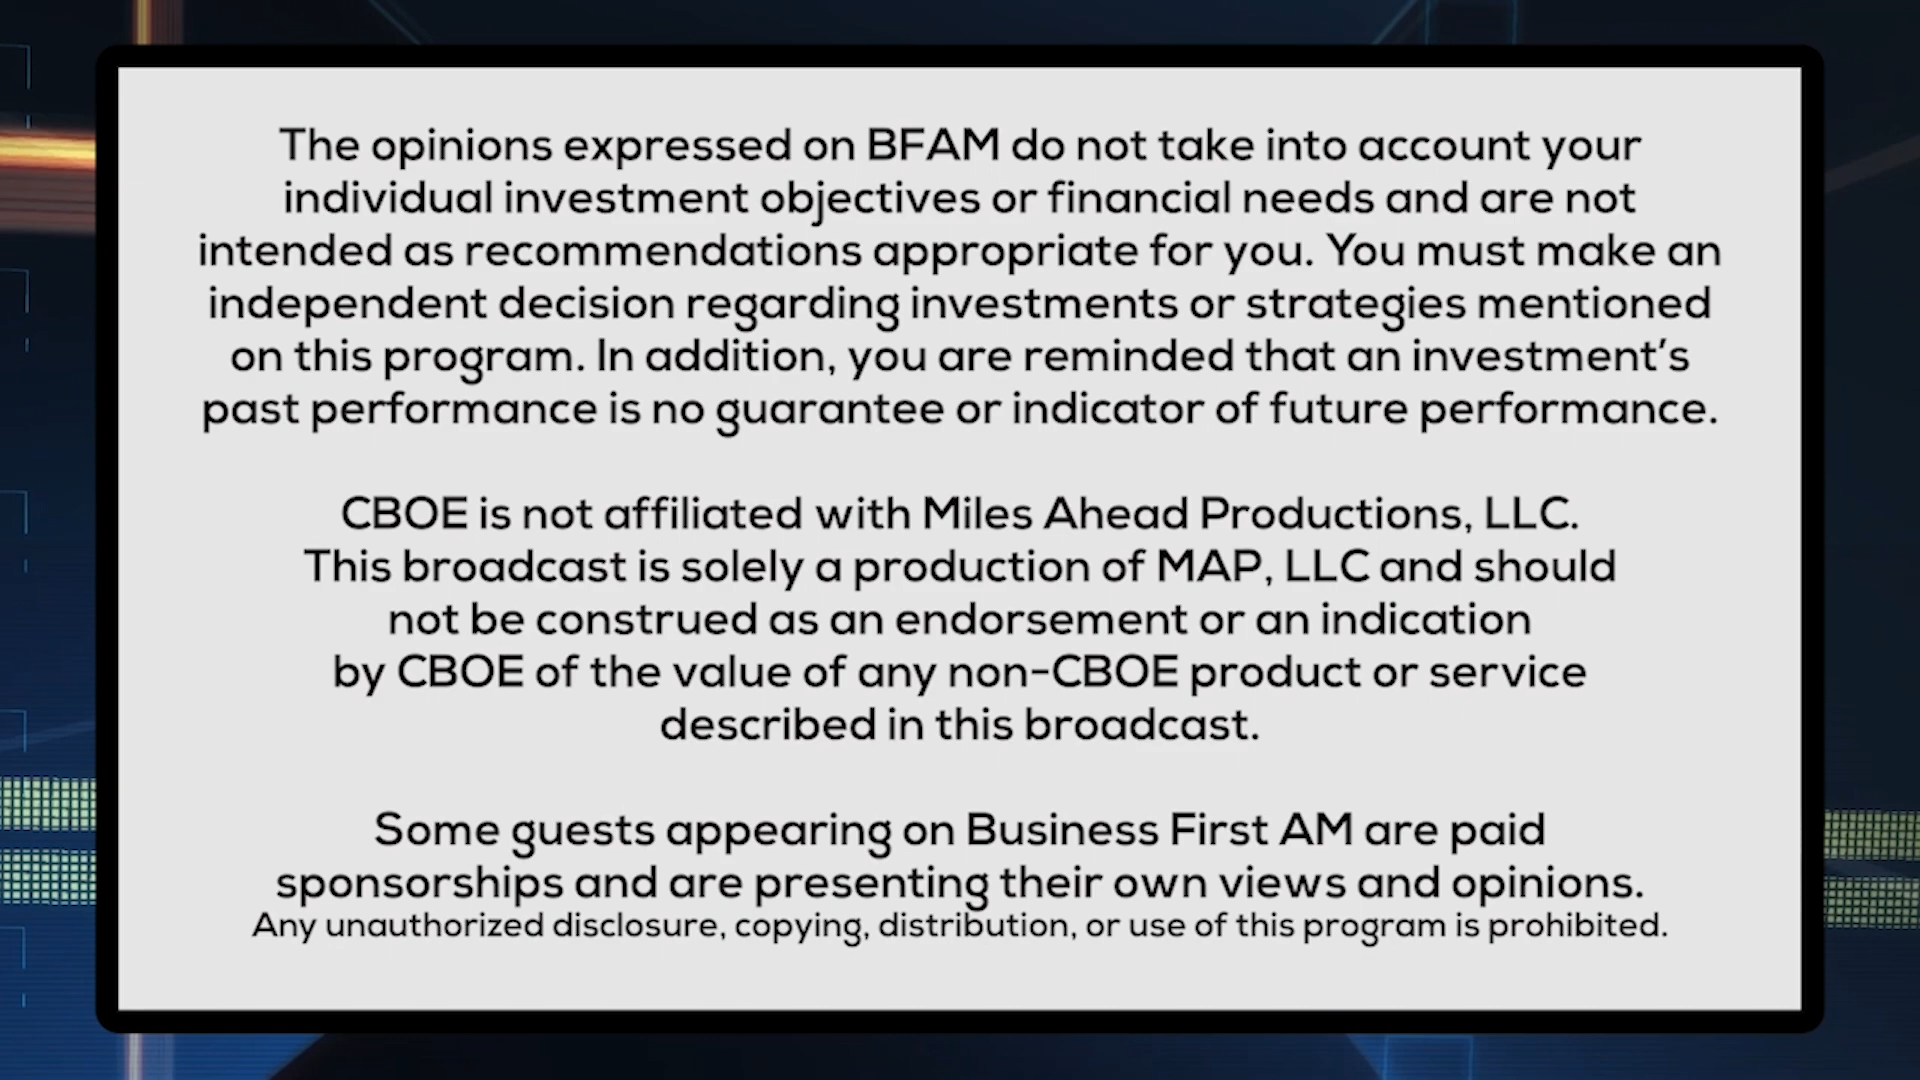 The opinions expressed on BFAM do not take into account your
individual investment objectives or financial needs and are not
intended as recommendations appropriate for you. You must make an
independent decision regarding investments or strategies mentioned
on this program. In addition, you are reminded that an investment’s
past performance is no guarantee or indicator of future performance.
CBOE is not affiliated with Miles Ahead Productions, LLC.
This broadcast is solely a production of MAP, LLC and should
not be construed as an endorsement or an indication
by CBOE of the value of any non-CBOE product or service
described in this broadcast.
Some guests appearing on Business First AM are paid
sponsorships and are presenting their own views and opinions.
Any unauthorized disclosure, copying, distribution, or use of this program is prohibited.